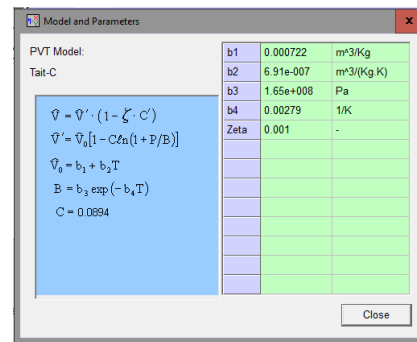 Model and Parameters
x
PVT Model:
Tait-C
V̂ = V̂′ · (1 − ζ · C′)
V̂′ = V̂₀[1 − Cℓn(1 + P/B)]
V̂₀ = b₁ + b₂T
B = b₃ exp(−b₄T)
C = 0.0894
b1 0.000722 m^3/Kg
b2 6.91e-007 m^3/(Kg.K)
b3 1.65e+008 Pa
b4 0.00279 1/K
Zeta 0.001 -
Close